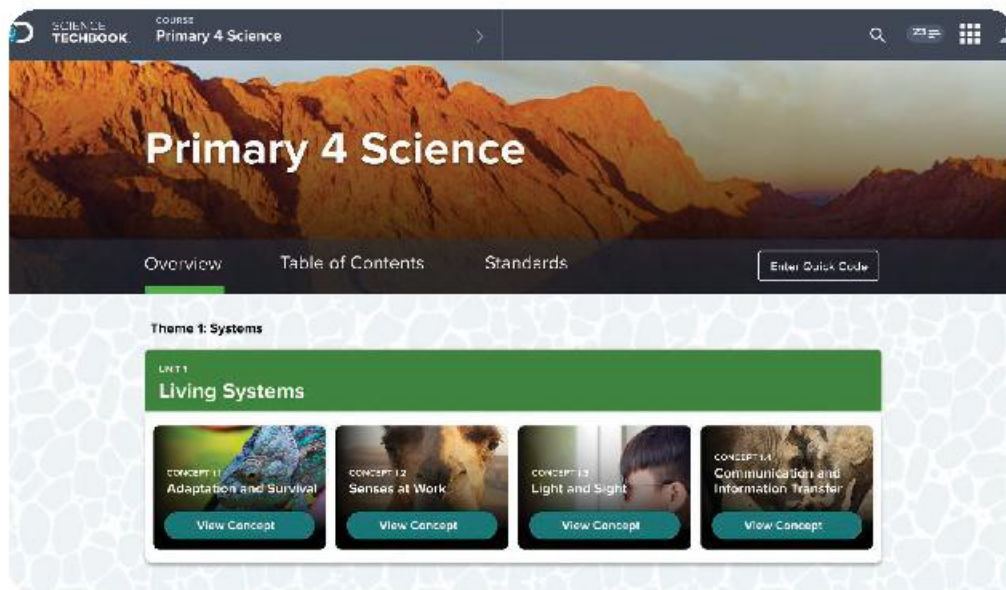 COURSE
SCIENCE
TECHBOOK.
Primary 4 Science
Primary 4 Science
Overview
Table of Contents
Standards
Enter Quick Code
Theme 1: Systems
UNIT 1
Living Systems
CONCEPT 1.1
Adaptation and Survival
View Concept
CONCEPT 1.2
Senses at Work
View Concept
CONCEPT 1.3
Light and Sight
View Concept
CONCEPT 1.4
Communication and
Information Transfer
View Concept